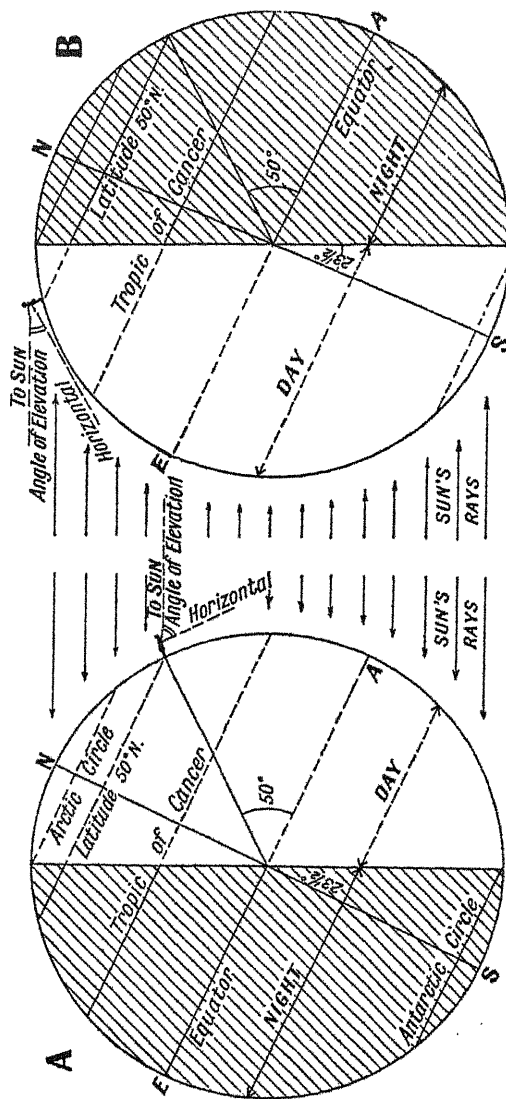 A
N
Arctic Circle
Latitude 50°N.
Tropic of Cancer
50°
E
Equator
A
23½°
NIGHT
DAY
Antarctic Circle
S
To SUN
Angle of Elevation
Horizontal
SUN'S
RAYS
SUN'S
RAYS
B
To SUN
Angle of Elevation
Horizontal
N
Latitude 50°N.
Tropic of Cancer
50°
E
Equator
A
23½°
DAY
NIGHT
S